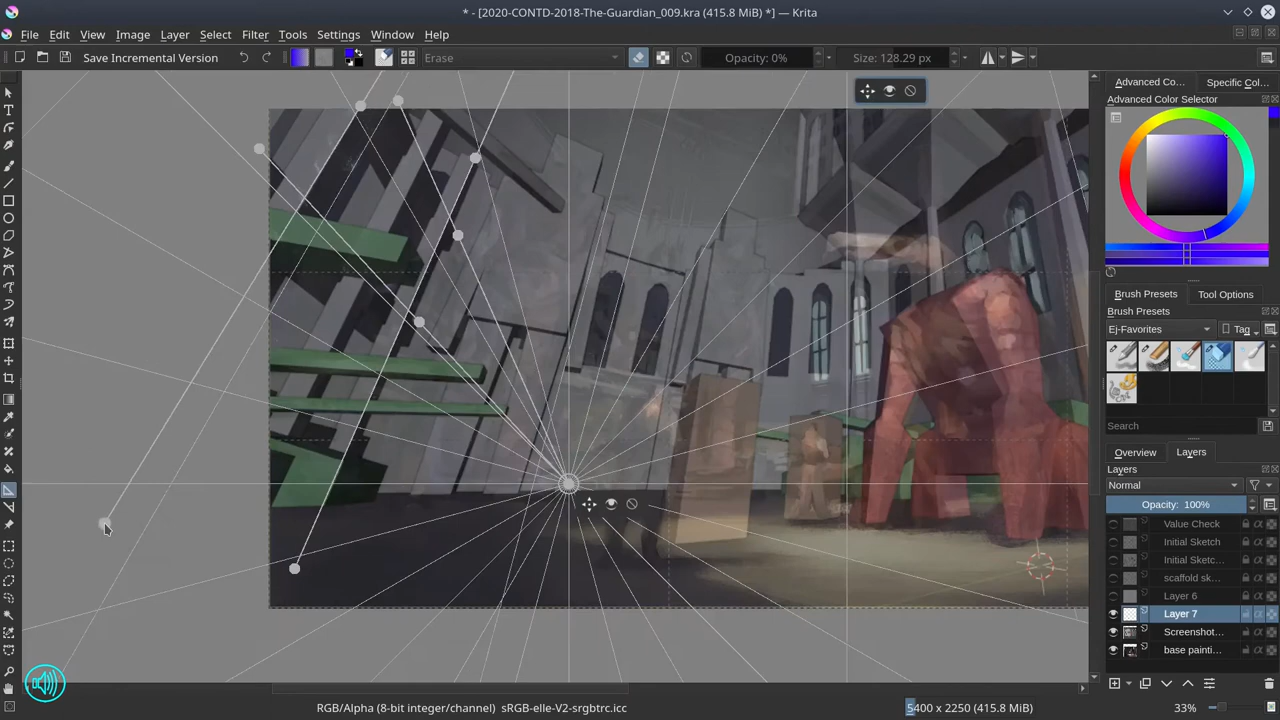 * - [2020-CONTD-2018-The-Guardian_009.kra (415.8 MiB) *] — Krita
File Edit View Image Layer Select Filter Tools Settings Window Help
Save Incremental Version Erase Opacity: 0% Size: 128.29 px
Advanced Co... Specific Col...
Advanced Color Selector
Brush Presets Tool Options
Brush Presets
Ej-Favorites Tag
Search
Overview Layers
Layers
Normal
Opacity: 100%
Value Check
Initial Sketch
Initial Sketc...
scaffold sk...
Layer 6
Layer 7
Screenshot...
base painti...
RGB/Alpha (8-bit integer/channel) sRGB-elle-V2-srgbtrc.icc 5400 x 2250 (415.8 MiB) 33%